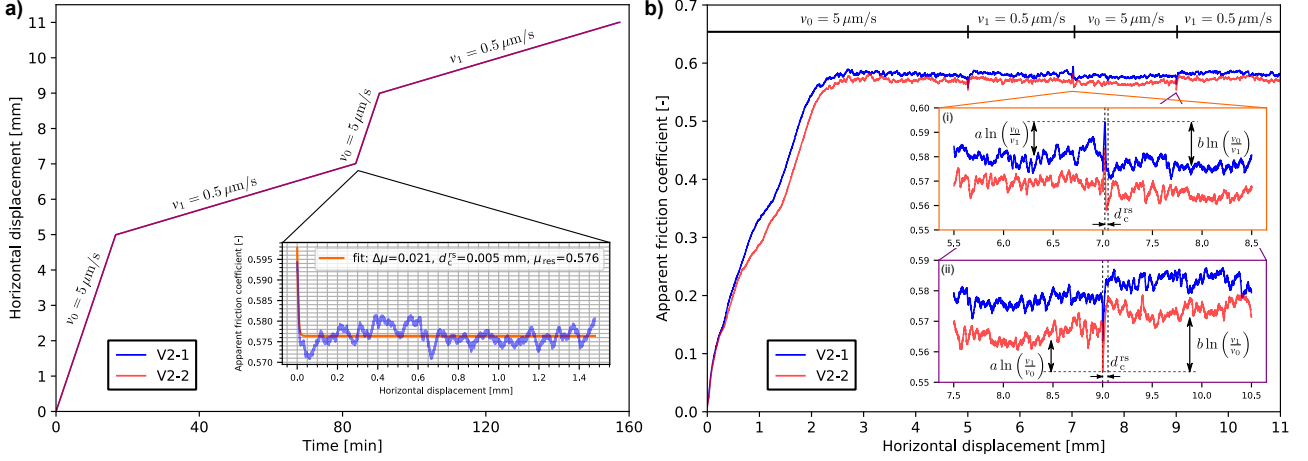 a)
Horizontal displacement [mm]
11
10
9
8
7
6
5
4
3
2
1
0
v₀ = 5 μm/s
v₁ = 0.5 μm/s
v₀ = 5 μm/s
v₁ = 0.5 μm/s
Apparent friction coefficient [-]
0.595
0.590
0.585
0.580
0.575
0.570
fit: Δμ=0.021, d_c^rs=0.005 mm, μ_res=0.576
0.0 0.2 0.4 0.6 0.8 1.0 1.2 1.4
Horizontal displacement [mm]
V2-1
V2-2
0 40 80 120 160
Time [min]
b)
v₀ = 5 μm/s v₁ = 0.5 μm/s v₀ = 5 μm/s v₁ = 0.5 μm/s
Apparent friction coefficient [-]
0.7
0.6
0.5
0.4
0.3
0.2
0.1
0.0
(i)
0.60
0.59
0.58
0.57
0.56
0.55
a ln (v₀/v₁)
b ln (v₀/v₁)
d_c^rs
5.5 6.0 6.5 7.0 7.5 8.0 8.5
(ii)
0.59
0.58
0.57
0.56
0.55
a ln (v₁/v₀)
b ln (v₁/v₀)
d_c^rs
7.5 8.0 8.5 9.0 9.5 10.0 10.5
V2-1
V2-2
0 1 2 3 4 5 6 7 8 9 10 11
Horizontal displacement [mm]